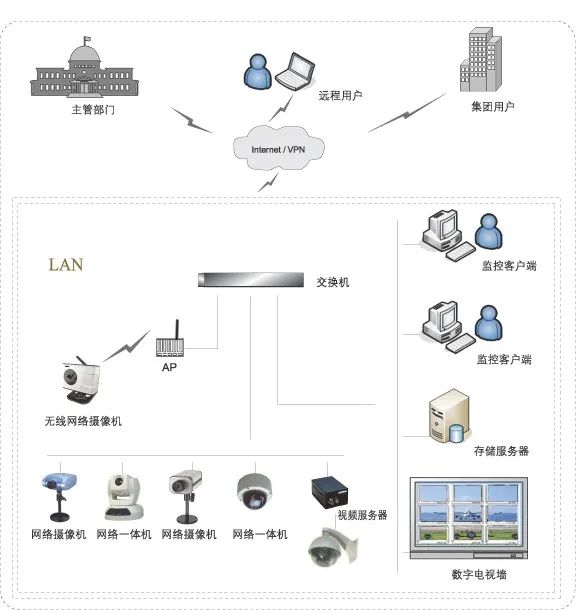 主管部门
远程用户
集团用户
Internet / VPN
LAN
交换机
监控客户端
AP
监控客户端
无线网络摄像机
存储服务器
网络摄像机
网络一体机
网络摄像机
网络一体机
视频服务器
数字电视墙